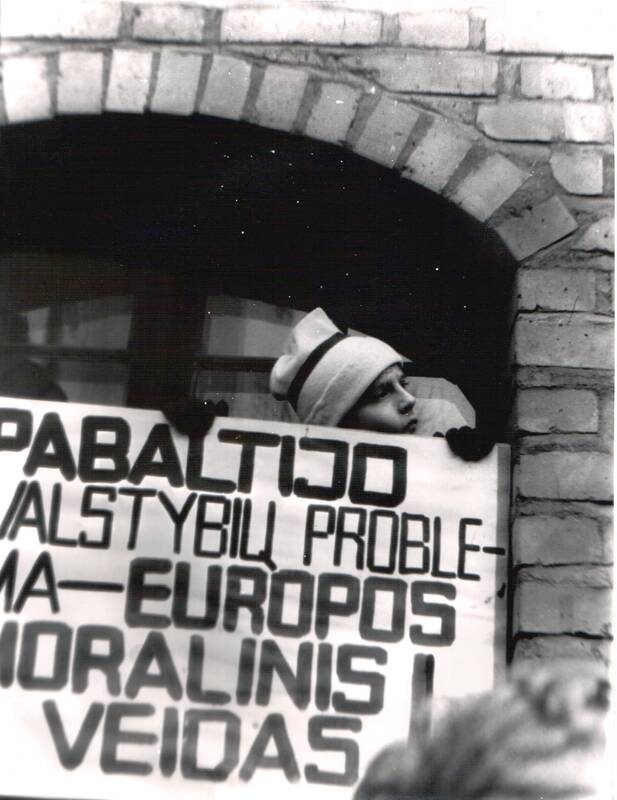 PABALTIJO
VALSTYBIŲ PROBLE-
MA—EUROPOS
MORALINIS
VEIDAS!